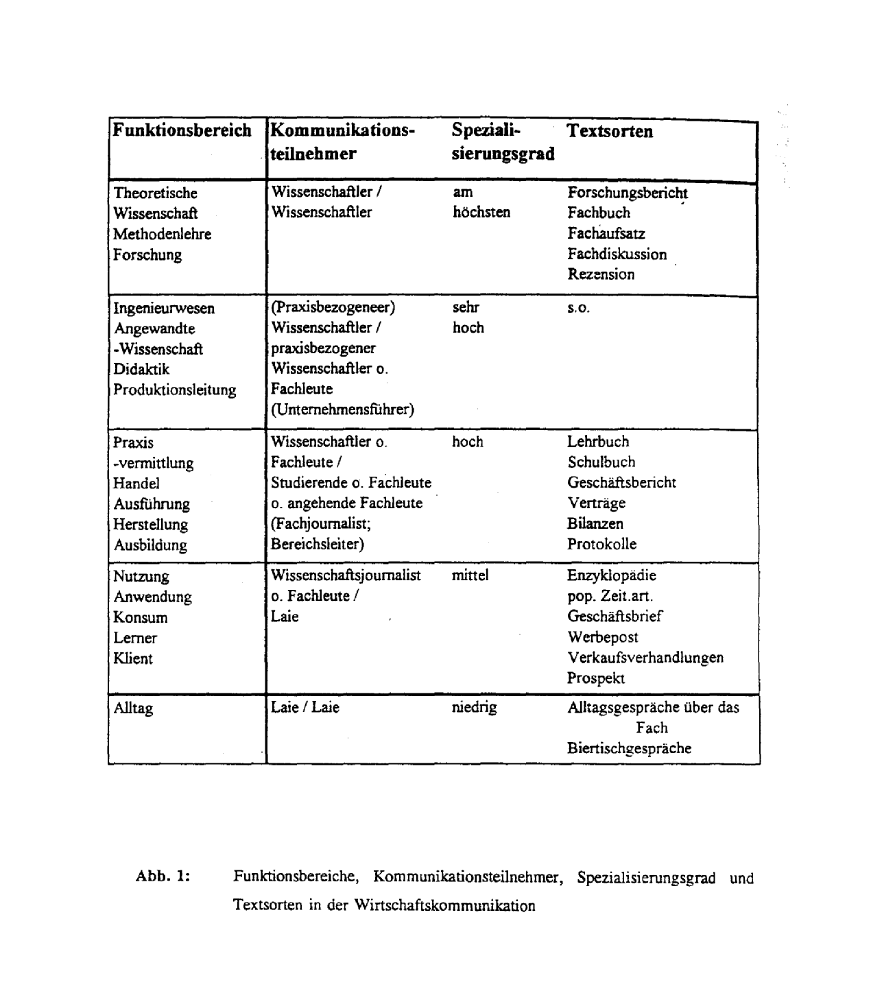 Funktionsbereich Kommunikations- Speziali- Textsorten
teilnehmer sierungsgrad
Theoretische Wissenschaftler / am Forschungsbericht
Wissenschaft Wissenschaftler höchsten Fachbuch
Methodenlehre Fachaufsatz
Forschung Fachdiskussion
Rezension
Ingenieurwesen (Praxisbezogeneer) sehr s.o.
Angewandte Wissenschaftler / hoch
-Wissenschaft praxisbezogener
Didaktik Wissenschaftler o.
Produktionsleitung Fachleute
(Unternehmensführer)
Praxis Wissenschaftler o. hoch Lehrbuch
-vermittlung Fachleute / Schulbuch
Handel Studierende o. Fachleute Geschäftsbericht
Ausführung o. angehende Fachleute Verträge
Herstellung (Fachjournalist; Bilanzen
Ausbildung Bereichsleiter) Protokolle
Nutzung Wissenschaftsjournalist mittel Enzyklopädie
Anwendung o. Fachleute / pop. Zeit.art.
Konsum Laie Geschäftsbrief
Lerner Werbepost
Klient Verkaufsverhandlungen
Prospekt
Alltag Laie / Laie niedrig Alltagsgespräche über das
Fach
Biertischgespräche
Abb. 1: Funktionsbereiche, Kommunikationsteilnehmer, Spezialisierungsgrad und
Textsorten in der Wirtschaftskommunikation